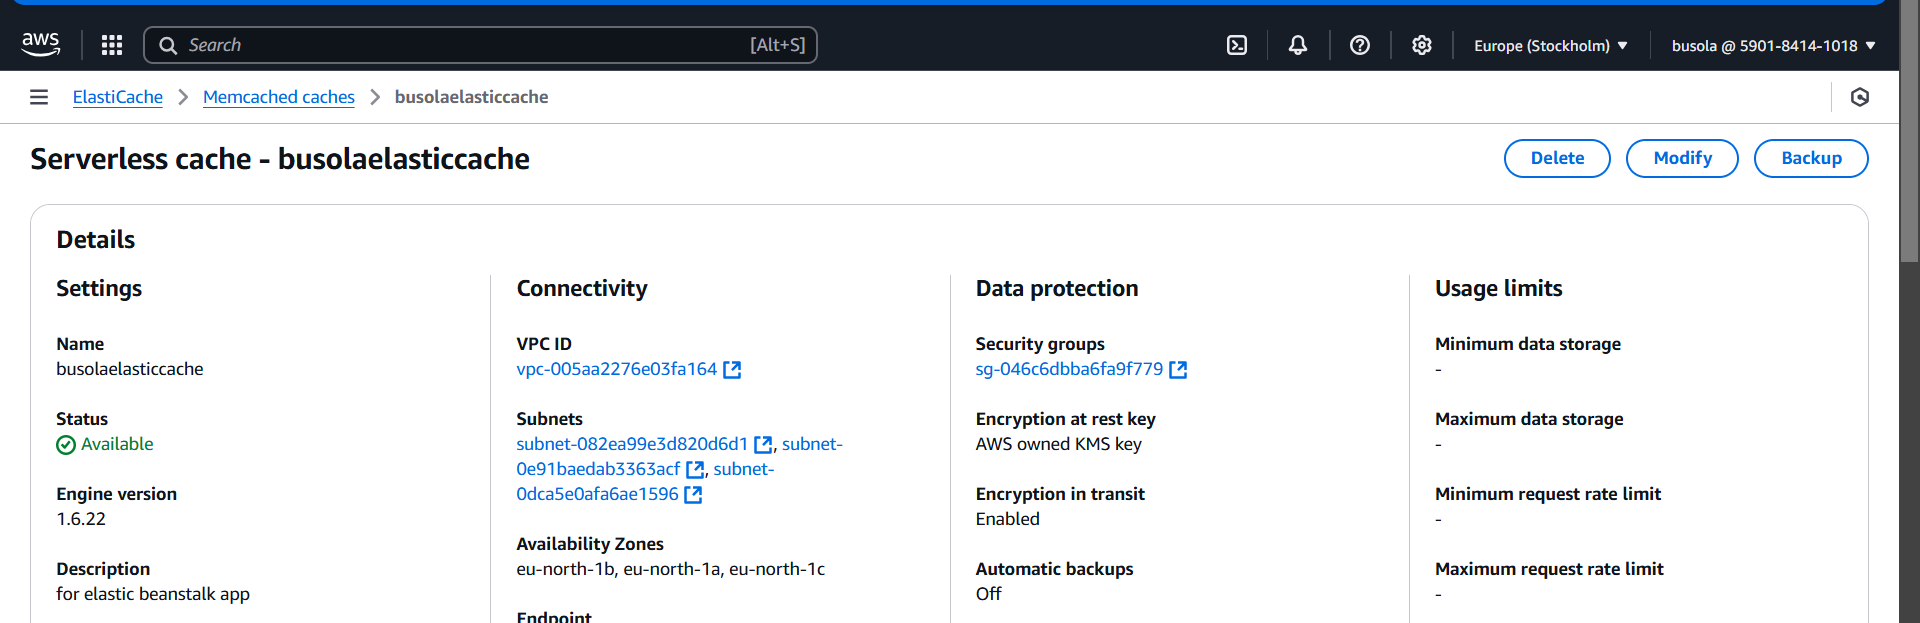 aws
Search [Alt+S]
Europe (Stockholm)
busola @ 5901-8414-1018
ElastiCache
Memcached caches
busolaelasticcache
Serverless cache - busolaelasticcache
Delete
Modify
Backup
Details
Settings
Name
busolaelasticcache
Status
Available
Engine version
1.6.22
Description
for elastic beanstalk app
Connectivity
VPC ID
vpc-005aa2276e03fa164
Subnets
subnet-082ea99e3d820d6d1, subnet-
0e91baedab3363acf, subnet-
0dca5e0afa6ae1596
Availability Zones
eu-north-1b, eu-north-1a, eu-north-1c
Endpoint
Data protection
Security groups
sg-046c6dbba6fa9f779
Encryption at rest key
AWS owned KMS key
Encryption in transit
Enabled
Automatic backups
Off
Usage limits
Minimum data storage
-
Maximum data storage
-
Minimum request rate limit
-
Maximum request rate limit
-